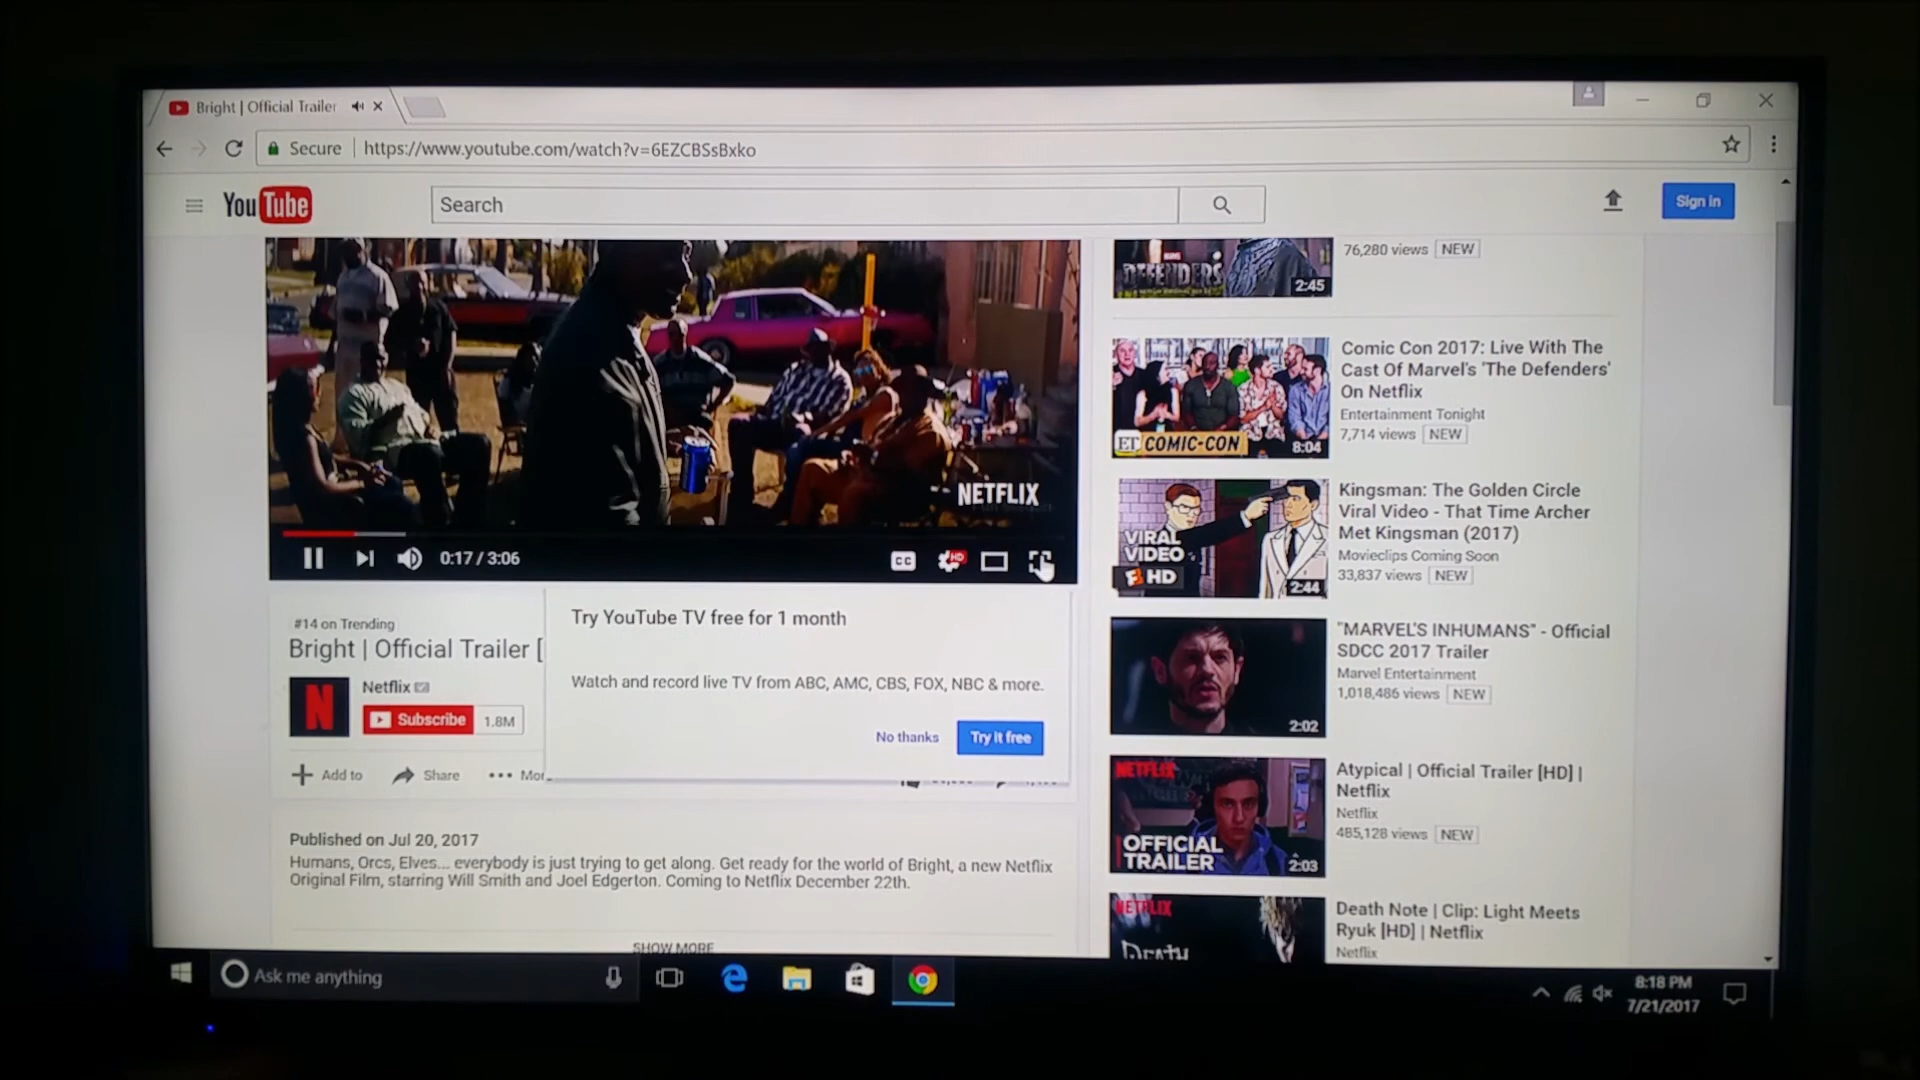 Bright | Official Trailer
Secure https://www.youtube.com/watch?v=6EZCBSsBxko
YouTube
Search
Sign in
NETFLIX
0:17 / 3:06
CC
HD
#14 on Trending
Bright | Official Trailer [
Netflix
Subscribe 1.8M
Add to
Share
Try YouTube TV free for 1 month
Watch and record live TV from ABC, AMC, CBS, FOX, NBC & more.
No thanks
Try it free
Published on Jul 20, 2017
Humans, Orcs, Elves... everybody is just trying to get along. Get ready for the world of Bright, a new Netflix
Original Film, starring Will Smith and Joel Edgerton. Coming to Netflix December 22th.
SHOW MORE
MARVEL
DEFENDERS
2:45
76,280 views NEW
ET COMIC-CON
8:04
Comic Con 2017: Live With The
Cast Of Marvel's 'The Defenders'
On Netflix
Entertainment Tonight
7,714 views NEW
VIRAL
VIDEO
HD
2:44
Kingsman: The Golden Circle
Viral Video - That Time Archer
Met Kingsman (2017)
Movieclips Coming Soon
33,837 views NEW
2:02
"MARVEL'S INHUMANS" - Official
SDCC 2017 Trailer
Marvel Entertainment
1,018,486 views NEW
NETFLIX
OFFICIAL
TRAILER
2:03
Atypical | Official Trailer [HD] |
Netflix
Netflix
485,128 views NEW
NETFLIX
DEATH
Death Note | Clip: Light Meets
Ryuk [HD] | Netflix
Netflix
Ask me anything
8:18 PM
7/21/2017